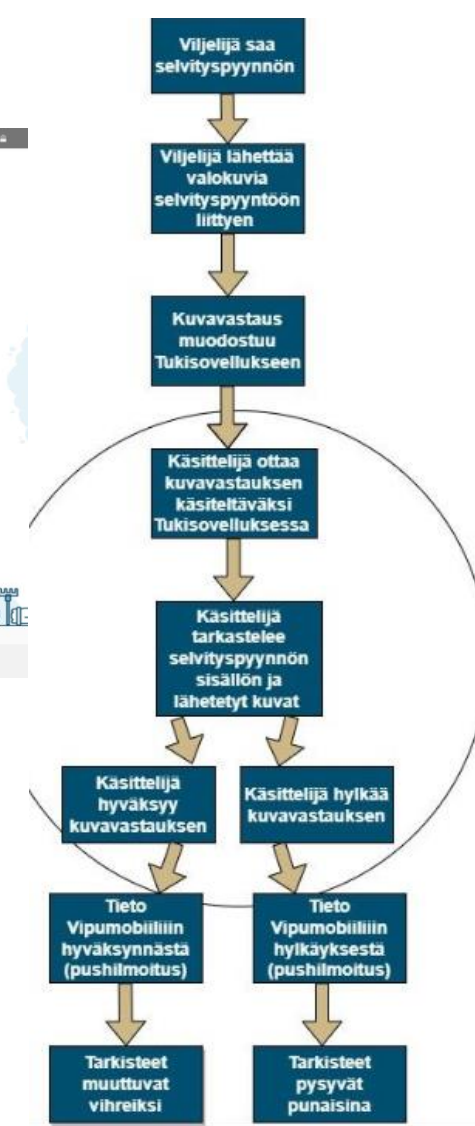 Viljelijä saa
selvityspyynnön
Viljelijä lähettää
valokuvia
selvityspyyntöön
liittyen
Kuvavastaus
muodostuu
Tukisovellukseen
Käsittelijä ottaa
kuvavastauksen
käsiteltäväksi
Tukisovelluksessa
Käsittelijä
tarkastelee
selvityspyynnön
sisällön ja
lähetetyt kuvat
Käsittelijä
hyväksyy
kuvavastauksen
Käsittelijä hylkää
kuvavastauksen
Tieto
Vipumobiiliin
hyväksynnästä
(pushilmoitus)
Tieto
Vipumobiiliin
hylkäyksestä
(pushilmoitus)
Tarkisteet
muuttuvat
vihreiksi
Tarkisteet
pysyvät
punaisina